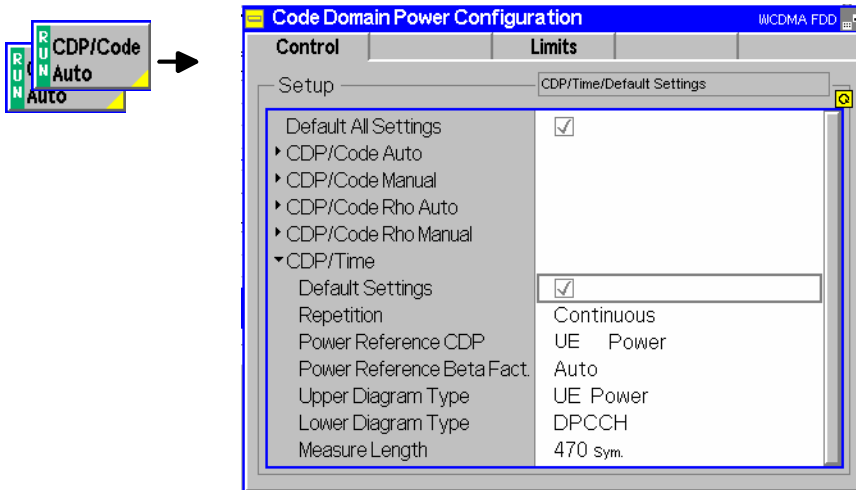 RUN
CDP/Code
Auto
RUN
Auto
Code Domain Power Configuration
WCDMA FDD
Control
Limits
Setup
CDP/Time/Default Settings
Default All Settings
CDP/Code Auto
CDP/Code Manual
CDP/Code Rho Auto
CDP/Code Rho Manual
CDP/Time
Default Settings
Repetition Continuous
Power Reference CDP UE Power
Power Reference Beta Fact. Auto
Upper Diagram Type UE Power
Lower Diagram Type DPCCH
Measure Length 470 Sym.